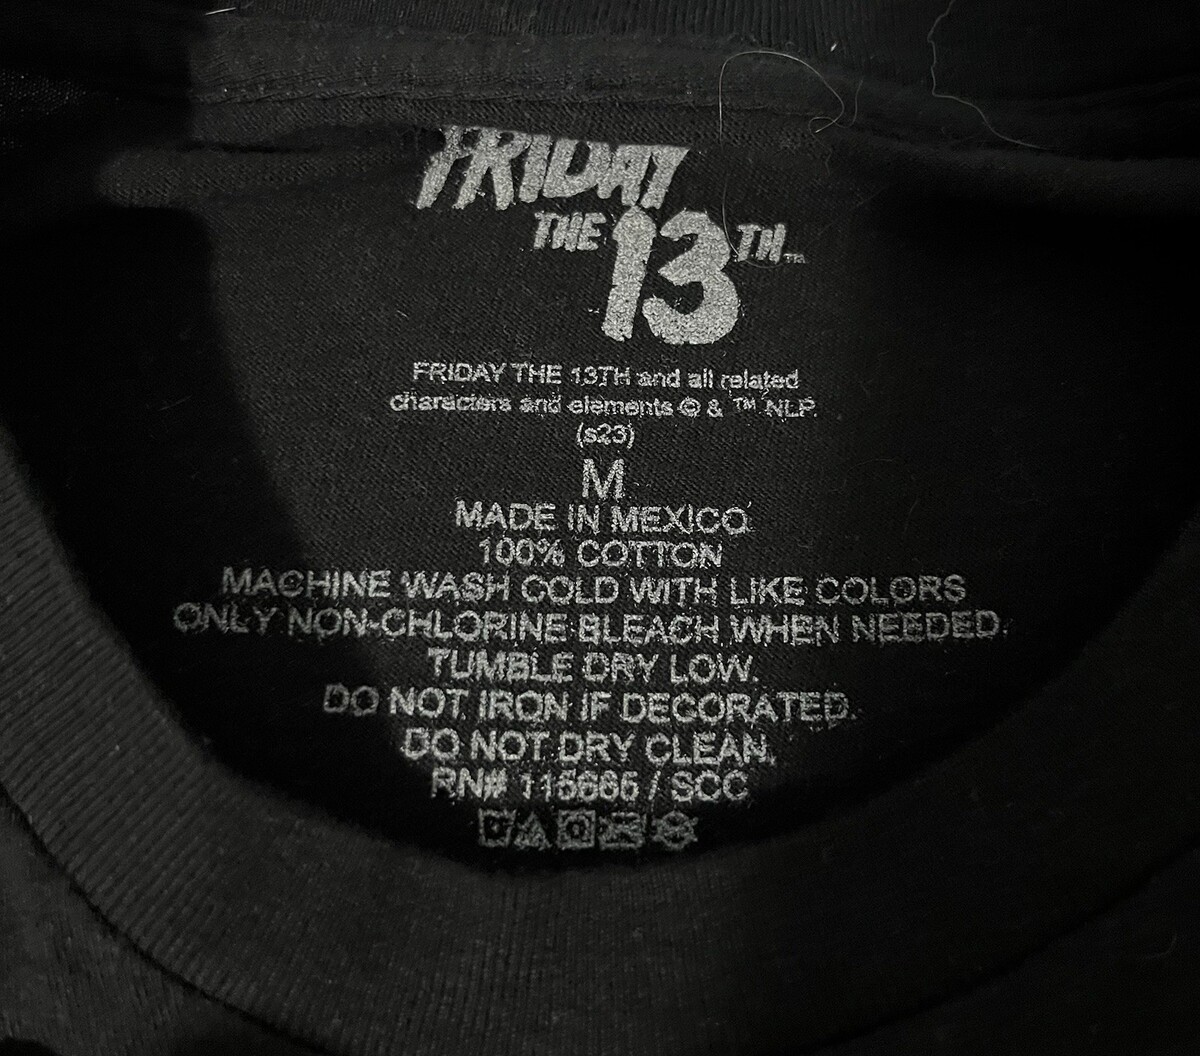 FRIDAY
THE 13TH™
FRIDAY THE 13TH and all related
characters and elements © & ™ NLP.
(s23)
M
MADE IN MEXICO
100% COTTON
MACHINE WASH COLD WITH LIKE COLORS
ONLY NON-CHLORINE BLEACH WHEN NEEDED.
TUMBLE DRY LOW.
DO NOT IRON IF DECORATED.
DO NOT DRY CLEAN.
RN# 115685 / SCC